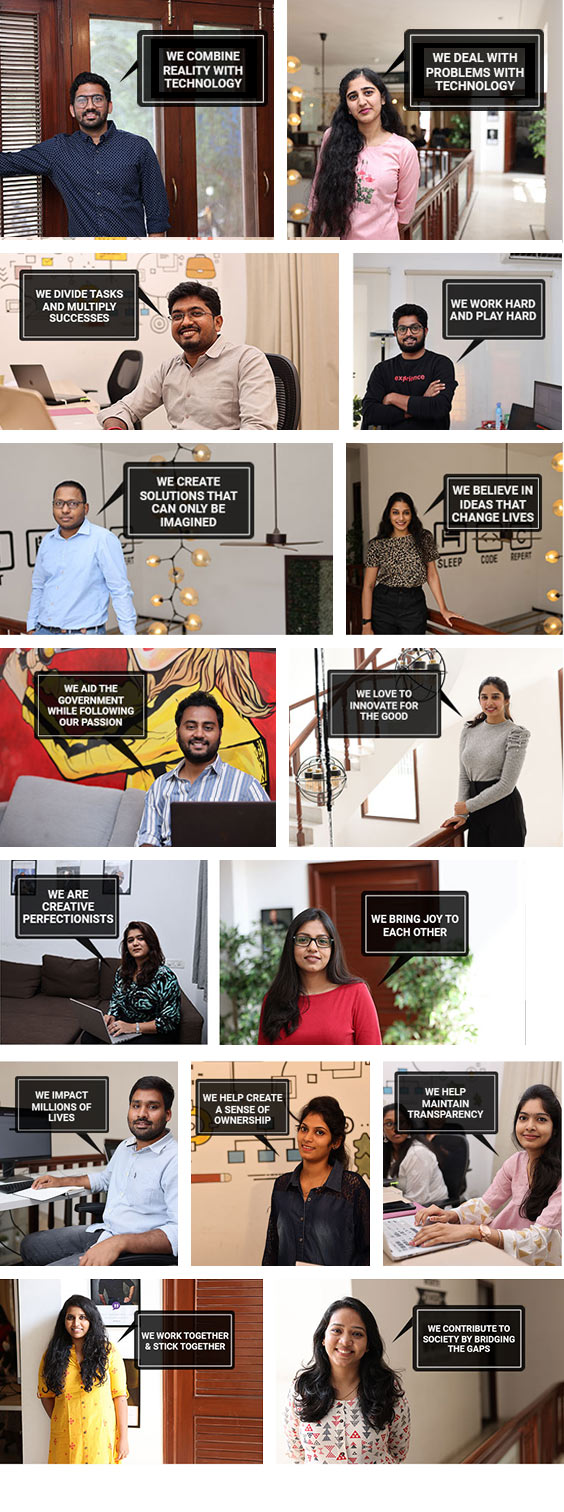 WE COMBINE
REALITY WITH
TECHNOLOGY
WE DEAL WITH
PROBLEMS WITH
TECHNOLOGY
WE DIVIDE TASKS
AND MULTIPLY
SUCCESSES
WE WORK HARD
AND PLAY HARD
experience
WE CREATE
SOLUTIONS THAT
CAN ONLY BE
IMAGINED
WE BELIEVE IN
IDEAS THAT
CHANGE LIVES
SLEEP CODE REPEAT
WE AID THE
GOVERNMENT
WHILE FOLLOWING
OUR PASSION
WE LOVE TO
INNOVATE FOR
THE GOOD
WE ARE
CREATIVE
PERFECTIONISTS
WE BRING JOY TO
EACH OTHER
WE IMPACT
MILLIONS OF
LIVES
WE HELP CREATE
A SENSE OF
OWNERSHIP
WE HELP
MAINTAIN
TRANSPARENCY
WE WORK TOGETHER
& STICK TOGETHER
WE CONTRIBUTE TO
SOCIETY BY BRIDGING
THE GAPS